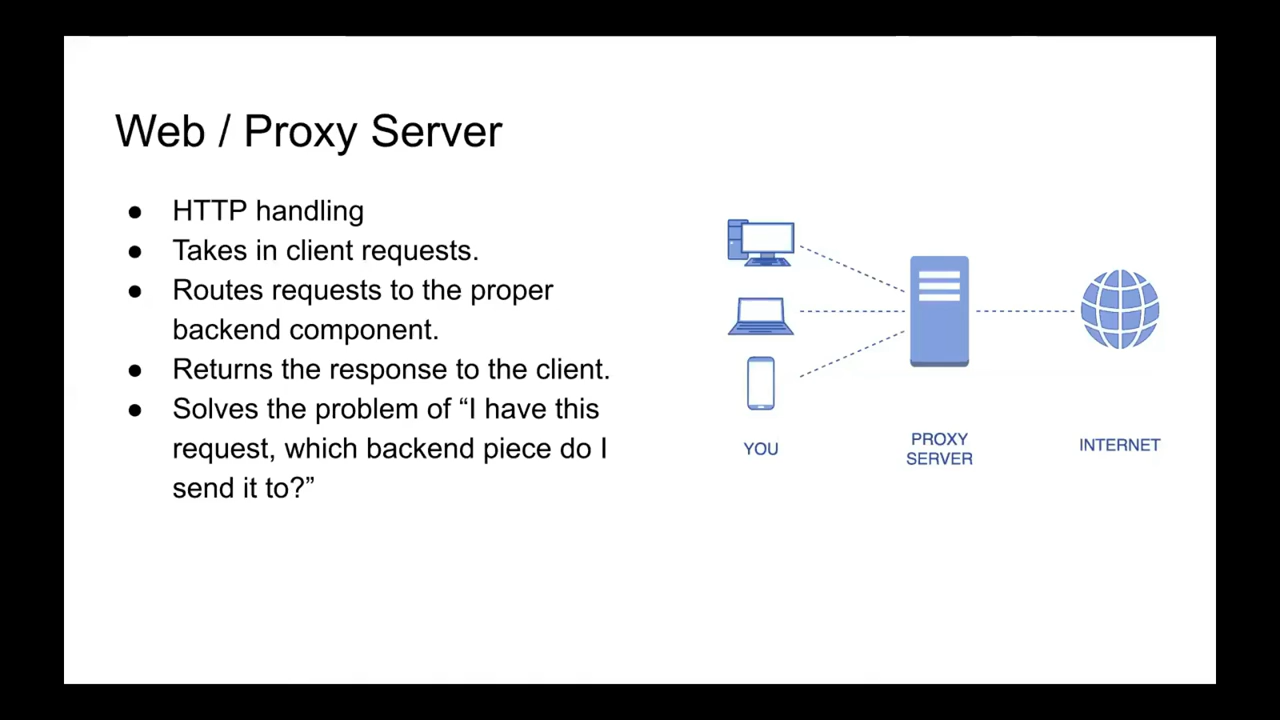 Web / Proxy Server
● HTTP handling
● Takes in client requests.
● Routes requests to the proper
backend component.
● Returns the response to the client.
● Solves the problem of “I have this
request, which backend piece do I
send it to?”
YOU
PROXY
SERVER
INTERNET